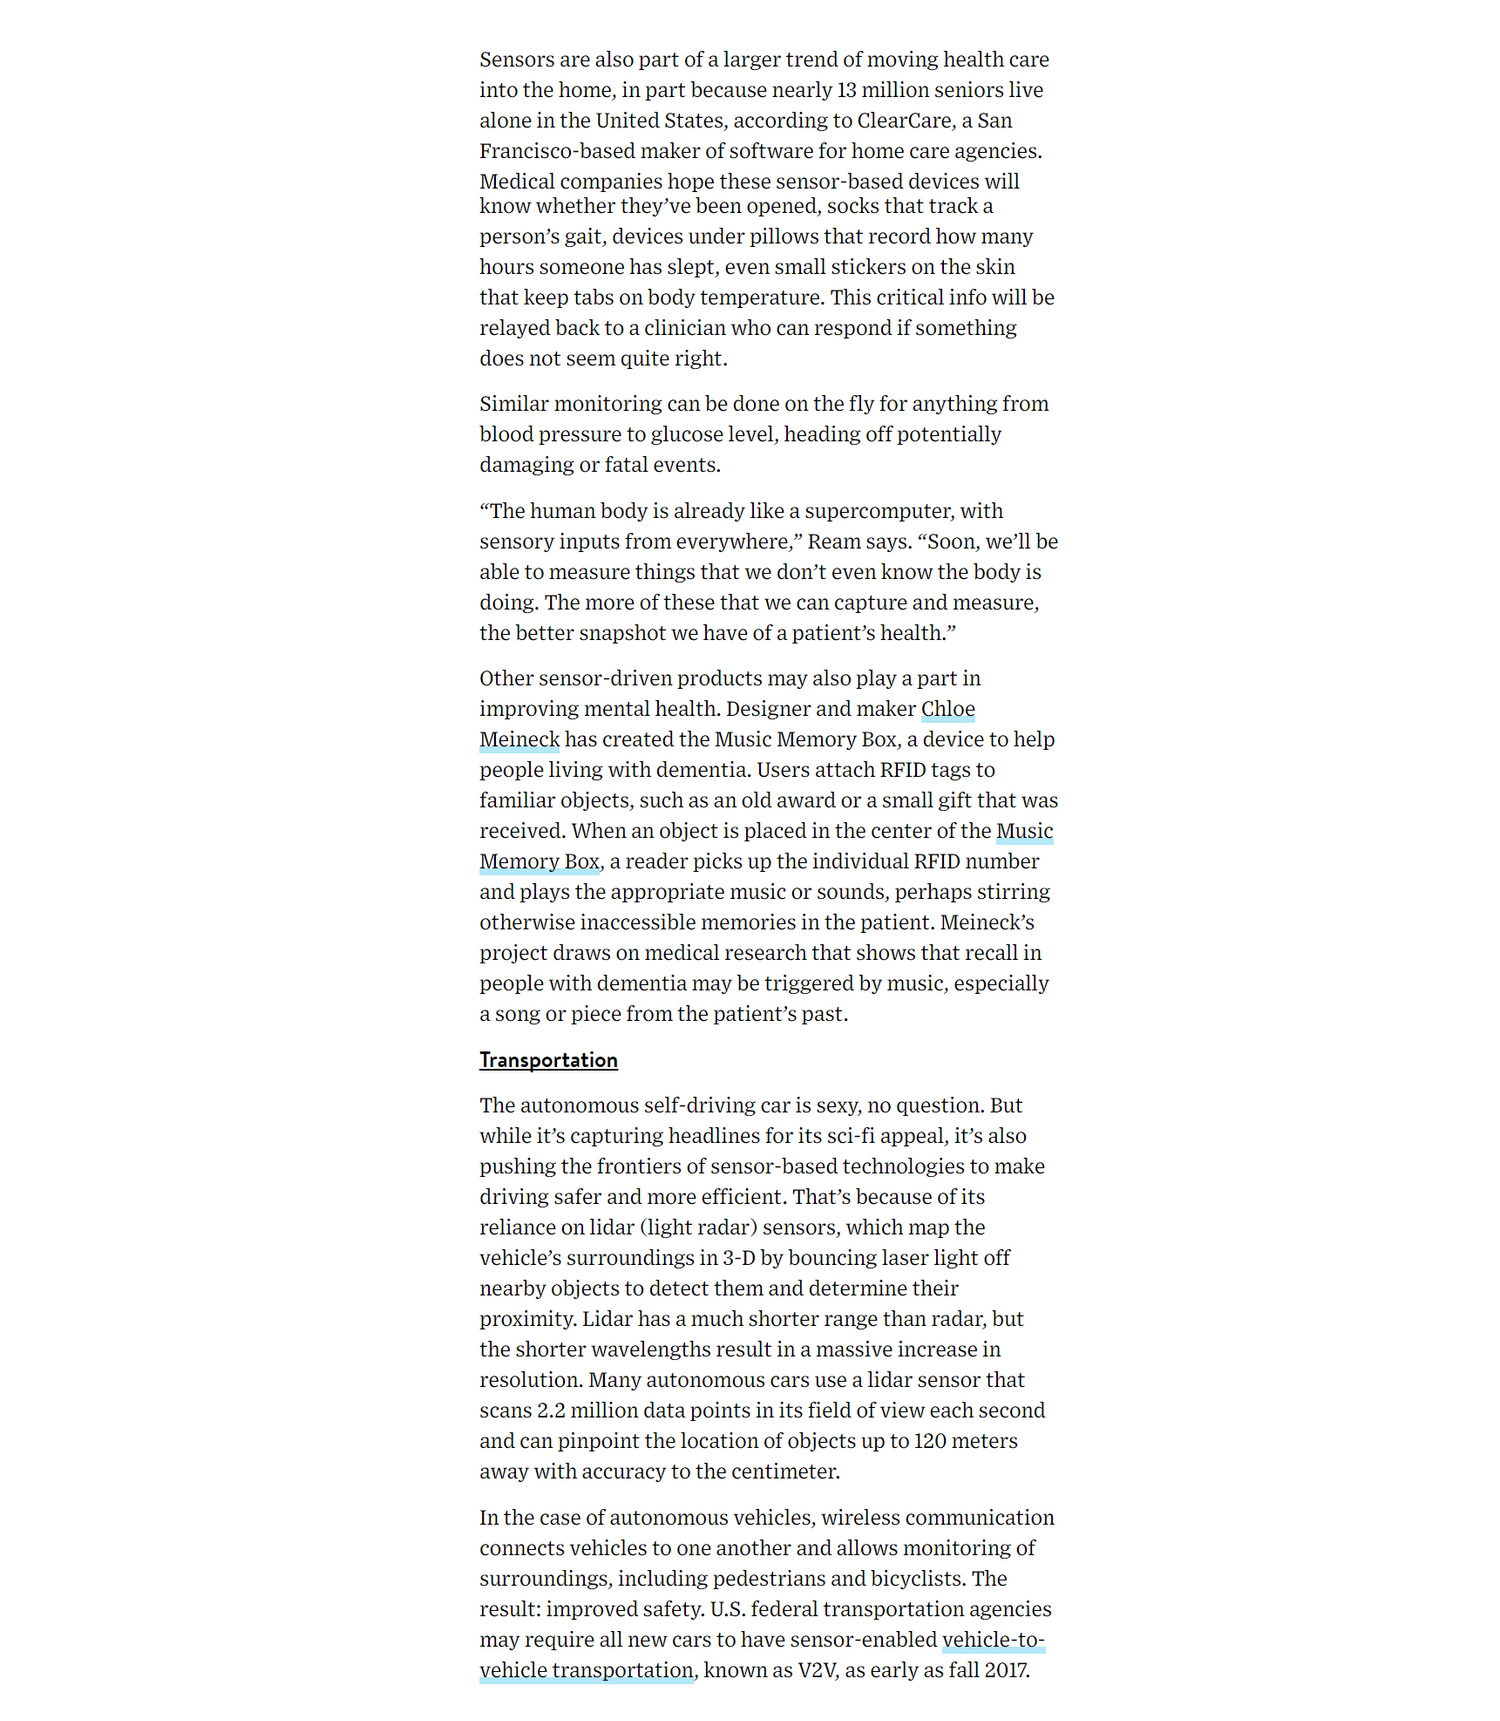 Sensors are also part of a larger trend of moving health care
into the home, in part because nearly 13 million seniors live
alone in the United States, according to ClearCare, a San
Francisco-based maker of software for home care agencies.
Medical companies hope these sensor-based devices will
know whether they’ve been opened, socks that track a
person’s gait, devices under pillows that record how many
hours someone has slept, even small stickers on the skin
that keep tabs on body temperature. This critical info will be
relayed back to a clinician who can respond if something
does not seem quite right.
Similar monitoring can be done on the fly for anything from
blood pressure to glucose level, heading off potentially
damaging or fatal events.
“The human body is already like a supercomputer, with
sensory inputs from everywhere,” Ream says. “Soon, we’ll be
able to measure things that we don’t even know the body is
doing. The more of these that we can capture and measure,
the better snapshot we have of a patient’s health.”
Other sensor-driven products may also play a part in
improving mental health. Designer and maker Chloe
Meineck has created the Music Memory Box, a device to help
people living with dementia. Users attach RFID tags to
familiar objects, such as an old award or a small gift that was
received. When an object is placed in the center of the Music
Memory Box, a reader picks up the individual RFID number
and plays the appropriate music or sounds, perhaps stirring
otherwise inaccessible memories in the patient. Meineck’s
project draws on medical research that shows that recall in
people with dementia may be triggered by music, especially
a song or piece from the patient’s past.
Transportation
The autonomous self-driving car is sexy, no question. But
while it’s capturing headlines for its sci-fi appeal, it’s also
pushing the frontiers of sensor-based technologies to make
driving safer and more efficient. That’s because of its
reliance on lidar (light radar) sensors, which map the
vehicle’s surroundings in 3-D by bouncing laser light off
nearby objects to detect them and determine their
proximity. Lidar has a much shorter range than radar, but
the shorter wavelengths result in a massive increase in
resolution. Many autonomous cars use a lidar sensor that
scans 2.2 million data points in its field of view each second
and can pinpoint the location of objects up to 120 meters
away with accuracy to the centimeter.
In the case of autonomous vehicles, wireless communication
connects vehicles to one another and allows monitoring of
surroundings, including pedestrians and bicyclists. The
result: improved safety. U.S. federal transportation agencies
may require all new cars to have sensor-enabled vehicle-to-
vehicle transportation, known as V2V, as early as fall 2017.